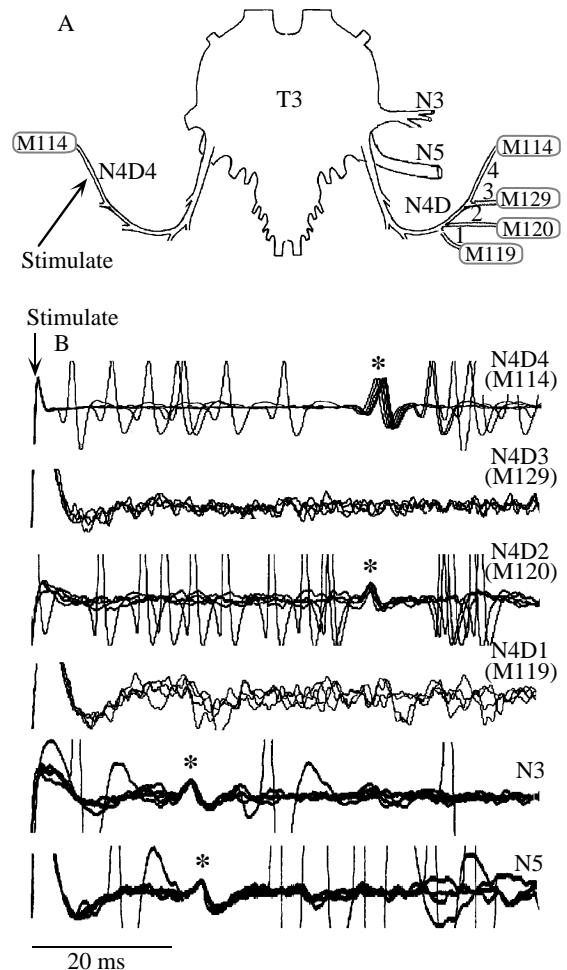 A
T3
N3
M114
N4D4
N5
M114
4
N4D
3
M129
2
M120
1
M119
Stimulate
Stimulate
B
*
N4D4
(M114)
N4D3
(M129)
*
N4D2
(M120)
N4D1
(M119)
*
N3
*
N5
20 ms